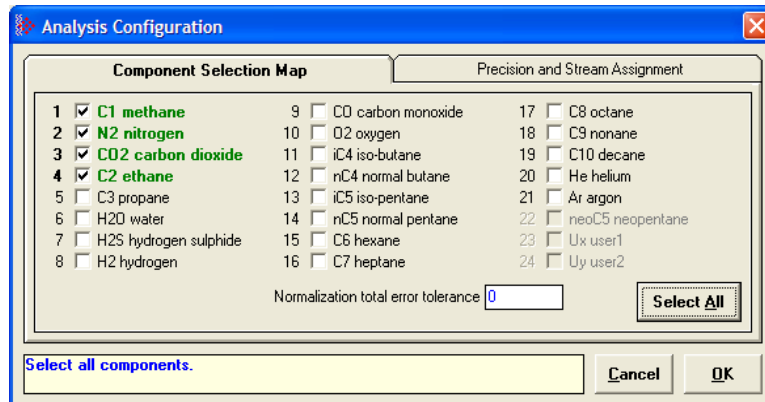 Analysis Configuration
Component Selection Map
Precision and Stream Assignment
1 C1 methane
2 N2 nitrogen
3 CO2 carbon dioxide
4 C2 ethane
5 C3 propane
6 H2O water
7 H2S hydrogen sulphide
8 H2 hydrogen
9 CO carbon monoxide
10 O2 oxygen
11 iC4 iso-butane
12 nC4 normal butane
13 iC5 iso-pentane
14 nC5 normal pentane
15 C6 hexane
16 C7 heptane
17 C8 octane
18 C9 nonane
19 C10 decane
20 He helium
21 Ar argon
22 neoC5 neopentane
23 Ux user1
24 Uy user2
Normalization total error tolerance 0
Select All
Select all components.
Cancel
OK